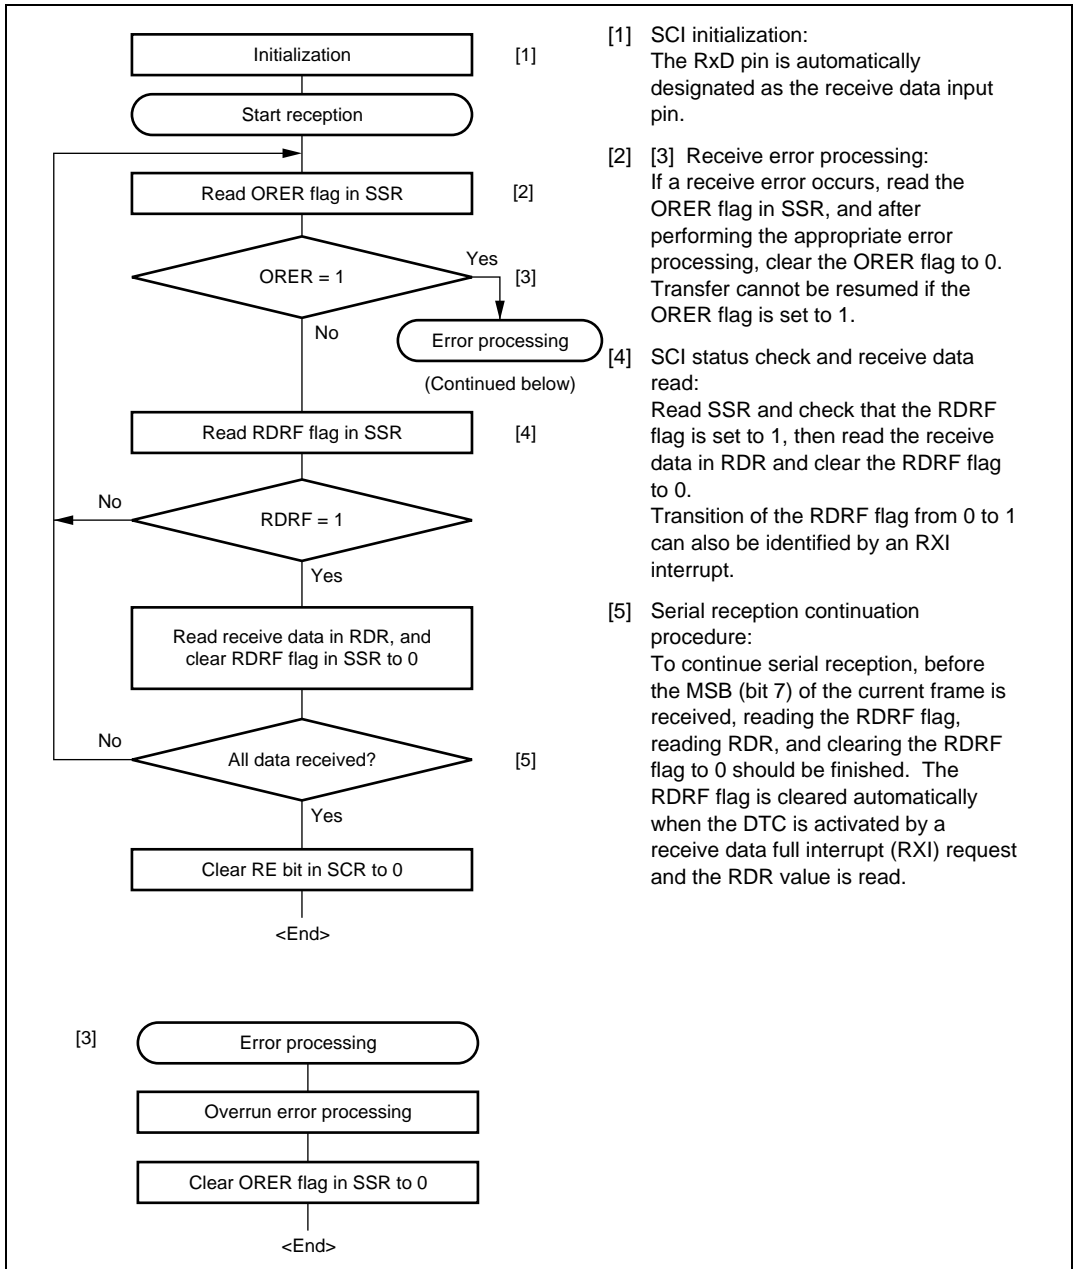 Initialization
[1]
Start reception
Read ORER flag in SSR
[2]
ORER = 1
Yes
[3]
No
Error processing
(Continued below)
Read RDRF flag in SSR
[4]
No
RDRF = 1
Yes
Read receive data in RDR, and
clear RDRF flag in SSR to 0
No
All data received?
[5]
Yes
Clear RE bit in SCR to 0
<End>
[3]
Error processing
Overrun error processing
Clear ORER flag in SSR to 0
<End>
[1] SCI initialization:
The RxD pin is automatically
designated as the receive data input
pin.
[2] [3] Receive error processing:
If a receive error occurs, read the
ORER flag in SSR, and after
performing the appropriate error
processing, clear the ORER flag to 0.
Transfer cannot be resumed if the
ORER flag is set to 1.
[4] SCI status check and receive data
read:
Read SSR and check that the RDRF
flag is set to 1, then read the receive
data in RDR and clear the RDRF flag
to 0.
Transition of the RDRF flag from 0 to 1
can also be identified by an RXI
interrupt.
[5] Serial reception continuation
procedure:
To continue serial reception, before
the MSB (bit 7) of the current frame is
received, reading the RDRF flag,
reading RDR, and clearing the RDRF
flag to 0 should be finished. The
RDRF flag is cleared automatically
when the DTC is activated by a
receive data full interrupt (RXI) request
and the RDR value is read.